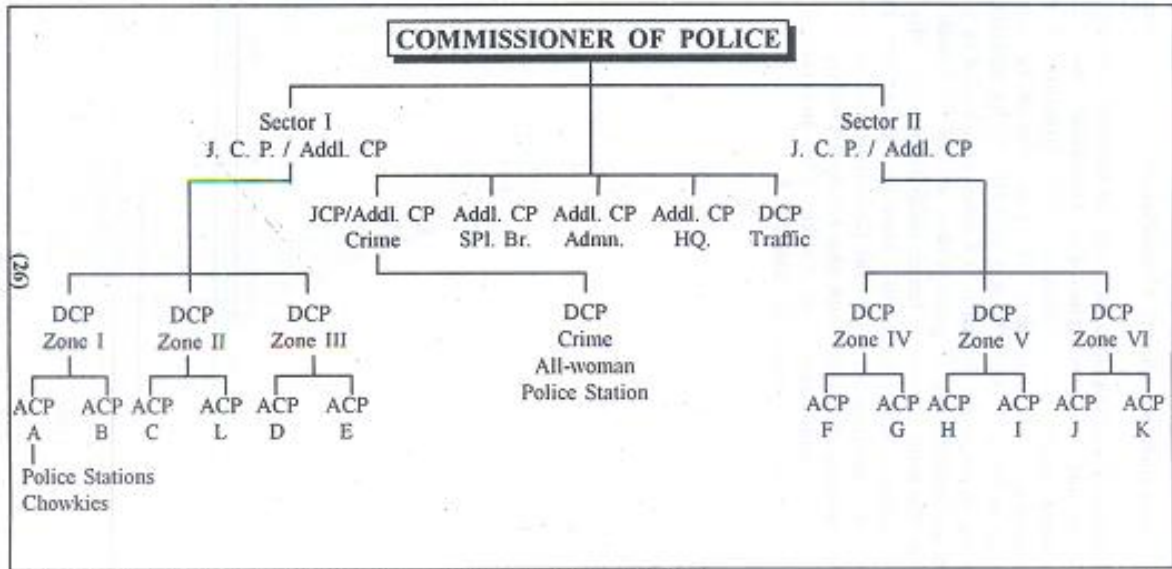 COMMISSIONER OF POLICE
Sector I
J. C. P. / Addl. CP
Sector II
J. C. P. / Addl. CP
JCP/Addl. CP
Crime
Addl. CP
SPl. Br.
Addl. CP
Admn.
Addl. CP
HQ.
DCP
Traffic
(26)
DCP
Zone I
DCP
Zone II
DCP
Zone III
DCP
Crime
All-woman
Police Station
DCP
Zone IV
DCP
Zone V
DCP
Zone VI
ACP
A
ACP
B
ACP
C
ACP
L
ACP
D
ACP
E
ACP
F
ACP
G
ACP
H
ACP
I
ACP
J
ACP
K
Police Stations
Chowkies